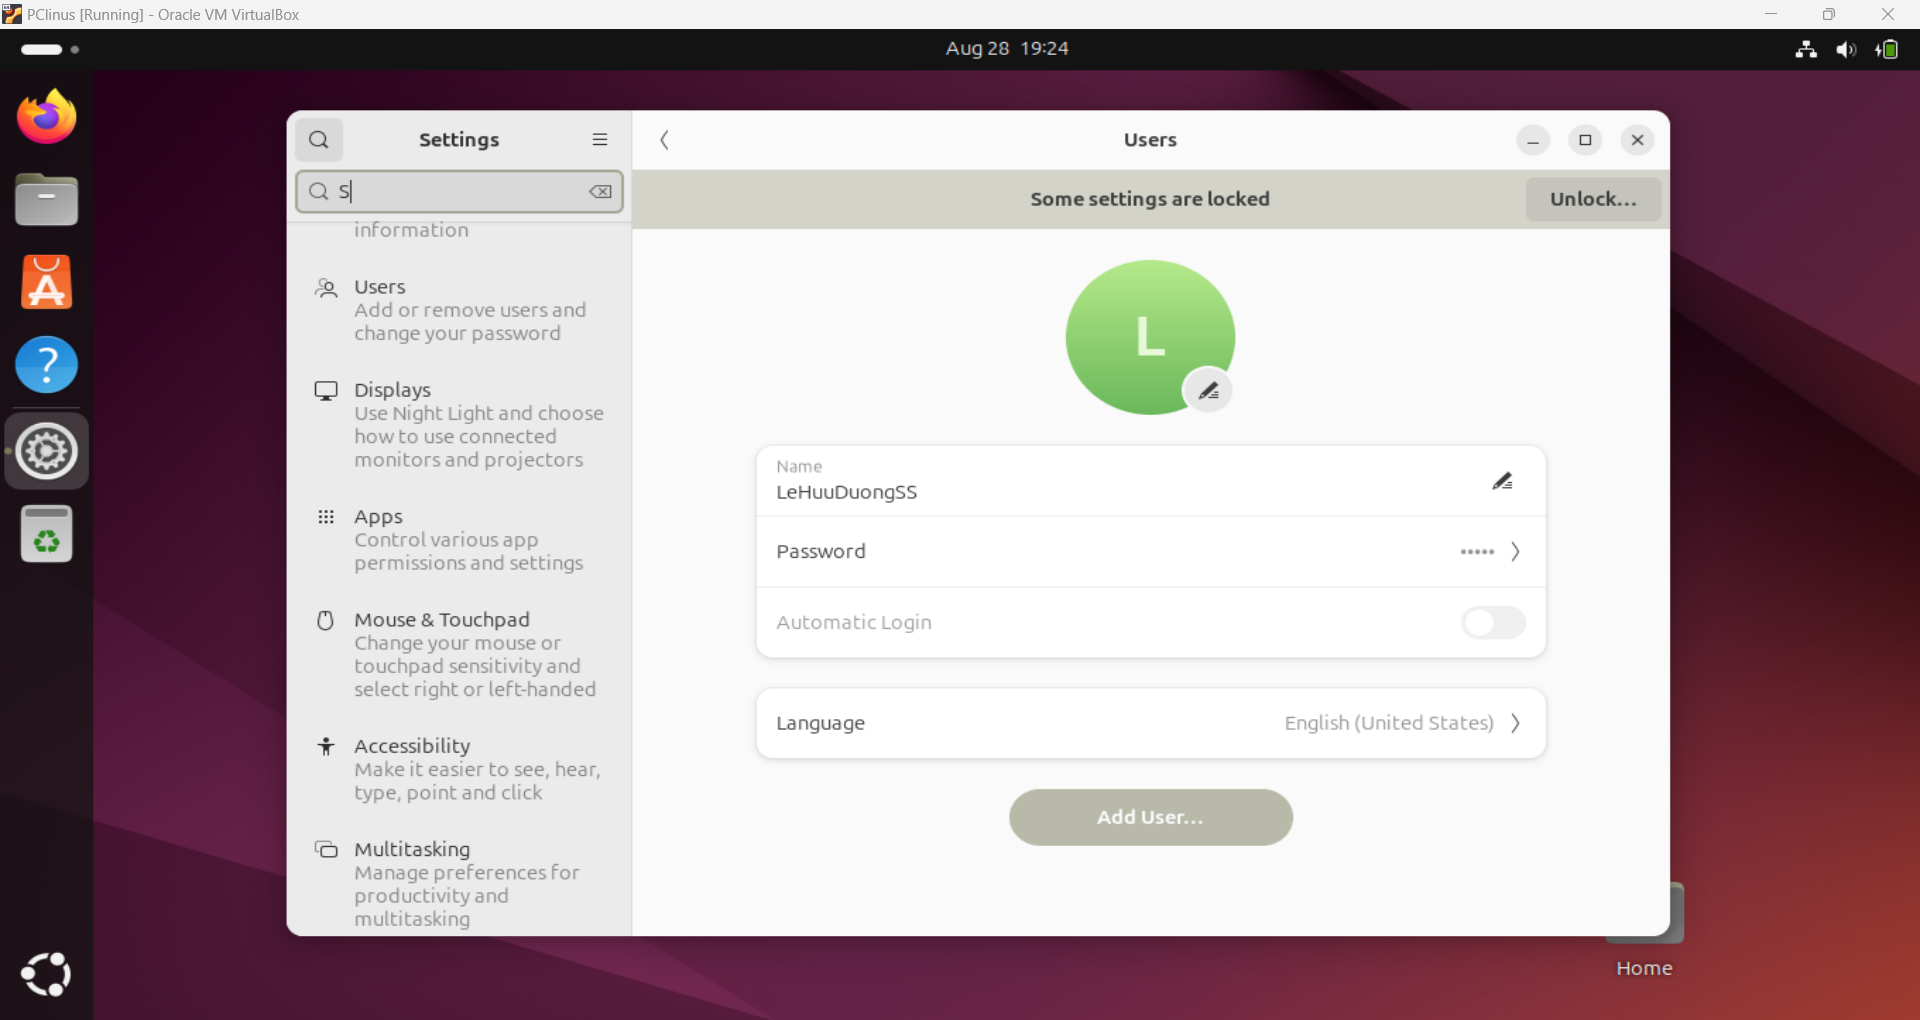 PClinus [Running] - Oracle VM VirtualBox
Aug 28 19:24
Settings
Users
S
Some settings are locked
Unlock...
information
Users
Add or remove users and
change your password
Displays
Use Night Light and choose
how to use connected
monitors and projectors
Apps
Control various app
permissions and settings
Mouse & Touchpad
Change your mouse or
touchpad sensitivity and
select right or left-handed
Accessibility
Make it easier to see, hear,
type, point and click
Multitasking
Manage preferences for
productivity and
multitasking
L
Name
LeHuuDuongSS
Password
•••••
Automatic Login
Language
English (United States)
Add User...
Home